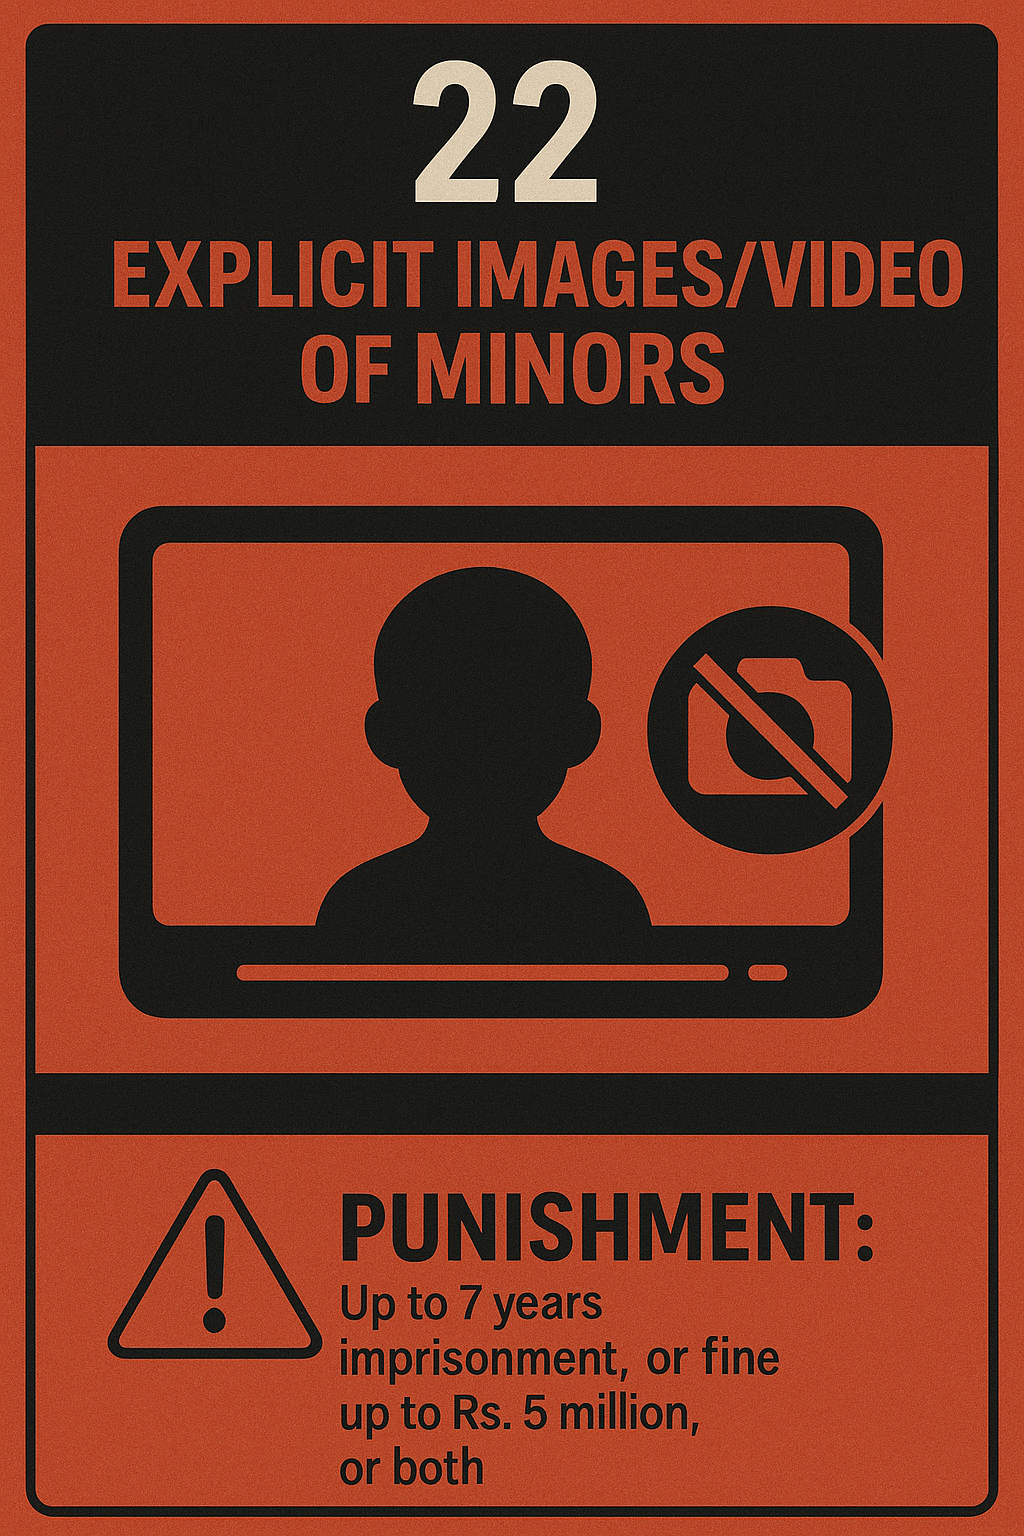 22
EXPLICIT IMAGES/VIDEO
OF MINORS
PUNISHMENT:
Up to 7 years
imprisonment, or fine
up to Rs. 5 million,
or both